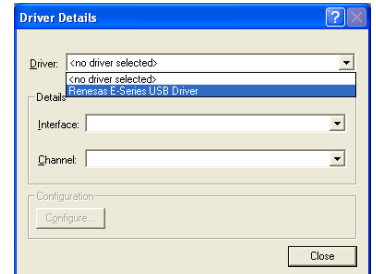 Driver Details
Driver: <no driver selected>
<no driver selected>
Renesas E-Series USB Driver
Details
Interface:
Channel:
Configuration
Configure...
Close